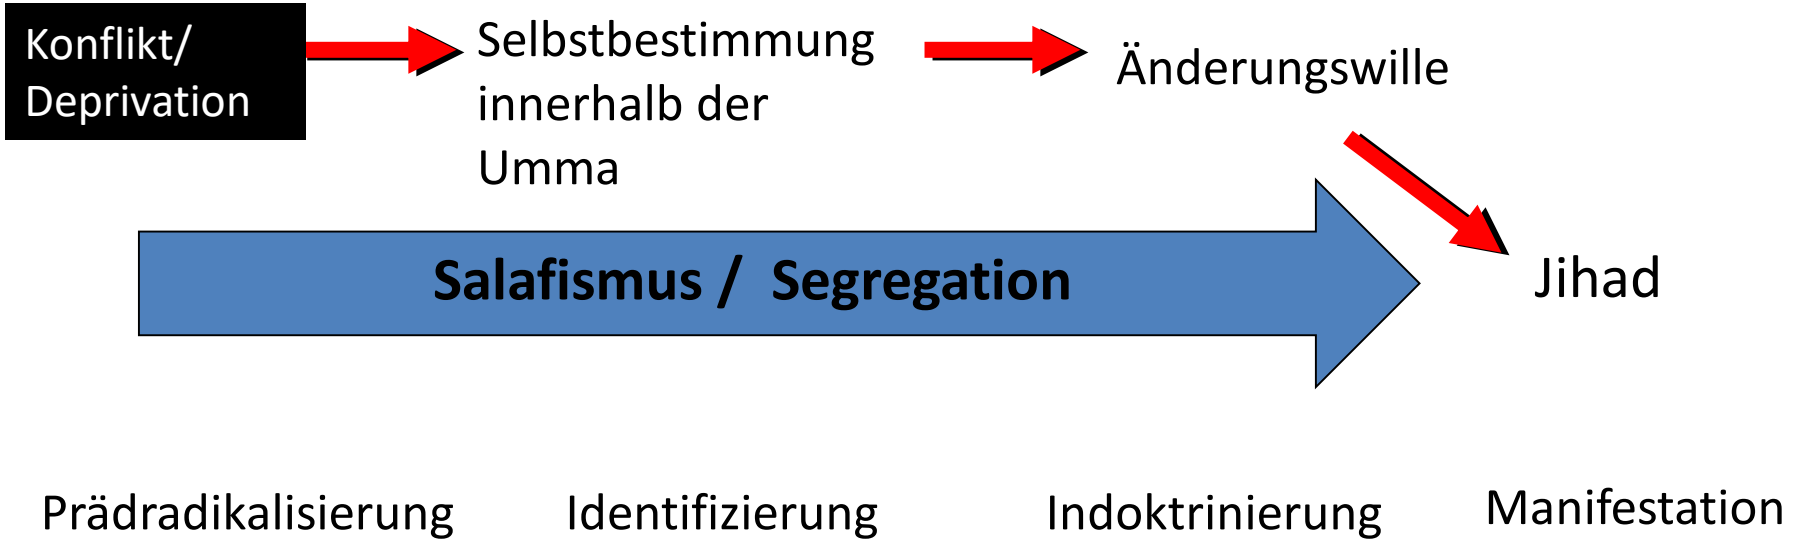 Konflikt/
Deprivation
Selbstbestimmung
innerhalb der
Umma
Änderungswille
Salafismus /  Segregation
Jihad
Prädradikalisierung
Identifizierung
Indoktrinierung
Manifestation